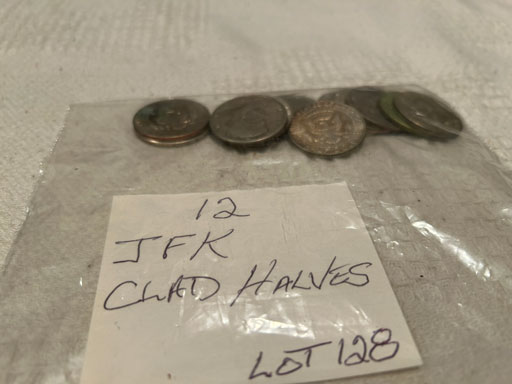 12
JFK
CLAD HALVES
LOT 128